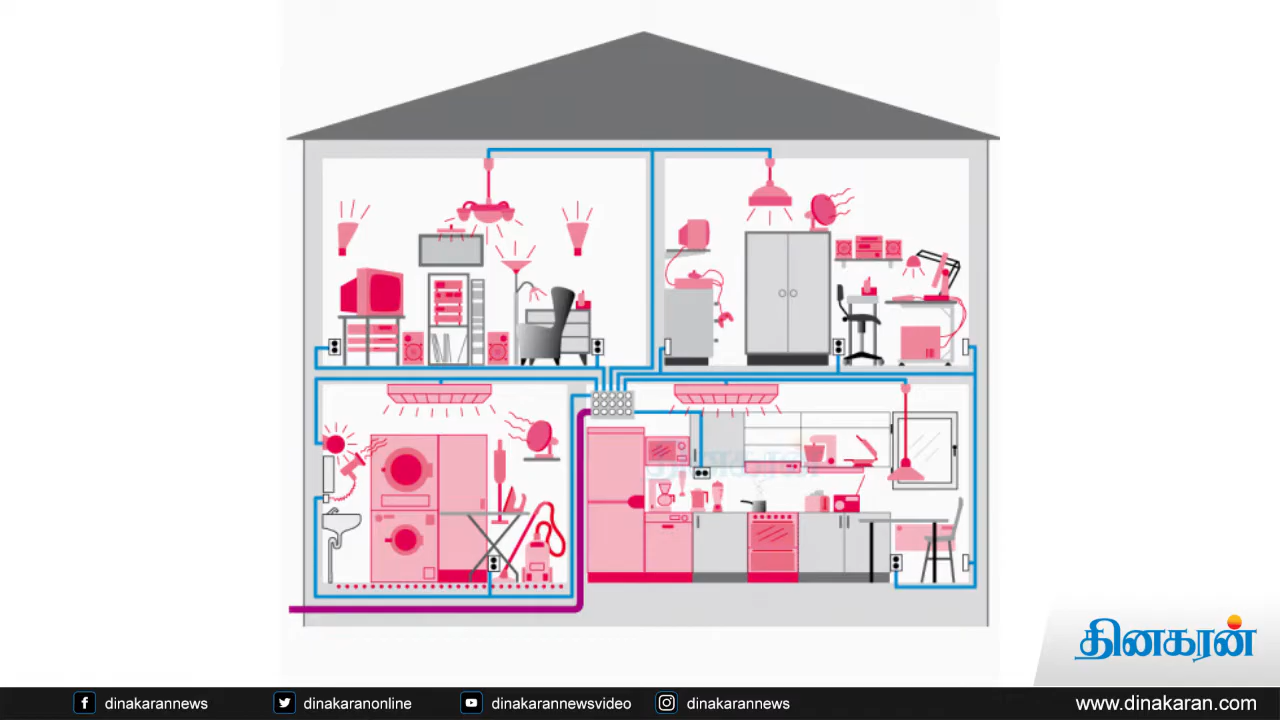 தினகரன்
dinakarannews
dinakaranonline
dinakarannewsvideo
dinakarannews
www.dinakaran.com